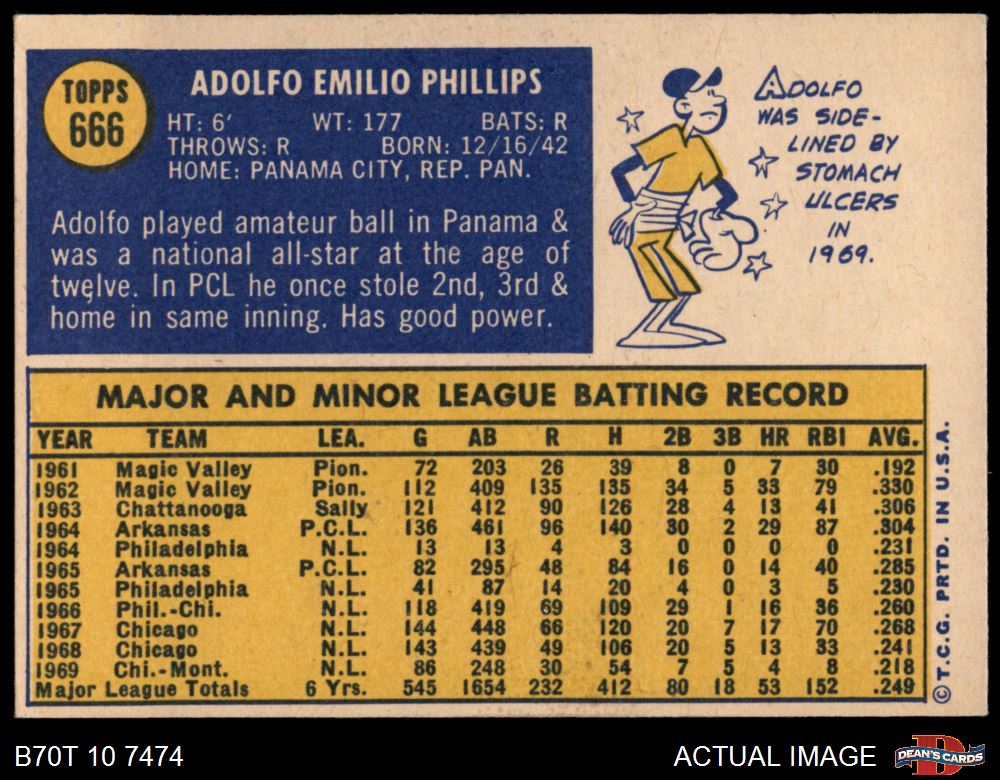 TOPPS
666
ADOLFO EMILIO PHILLIPS
HT: 6' WT: 177 BATS: R
THROWS: R BORN: 12/16/42
HOME: PANAMA CITY, REP. PAN.
Adolfo played amateur ball in Panama &
was a national all-star at the age of
twelve. In PCL he once stole 2nd, 3rd &
home in same inning. Has good power.
ADOLFO
WAS SIDE-
LINED BY
STOMACH
ULCERS
IN
1969.
MAJOR AND MINOR LEAGUE BATTING RECORD
YEAR TEAM LEA. G AB R H 2B 3B HR RBI AVG.
1961 Magic Valley Pion. 72 203 26 39 8 0 7 30 .192
1962 Magic Valley Pion. 112 409 135 135 34 5 33 79 .330
1963 Chattanooga Sally 121 412 90 126 28 4 13 41 .306
1964 Arkansas P.C.L. 136 461 96 140 30 2 29 87 .304
1964 Philadelphia N.L. 13 13 4 3 0 0 0 0 .231
1965 Arkansas P.C.L. 82 295 48 84 16 0 14 40 .285
1965 Philadelphia N.L. 41 87 14 20 4 0 3 5 .230
1966 Phil.-Chi. N.L. 118 419 69 109 29 1 16 36 .260
1967 Chicago N.L. 144 448 66 120 20 7 17 70 .268
1968 Chicago N.L. 143 439 49 106 20 5 13 33 .241
1969 Chi.-Mont. N.L. 86 248 30 54 7 5 4 8 .218
Major League Totals 6 Yrs. 545 1654 232 412 80 18 53 152 .249
© T.C.G. PRTD. IN U.S.A.
B70T 10 7474
ACTUAL IMAGE
DEAN'S CARDS